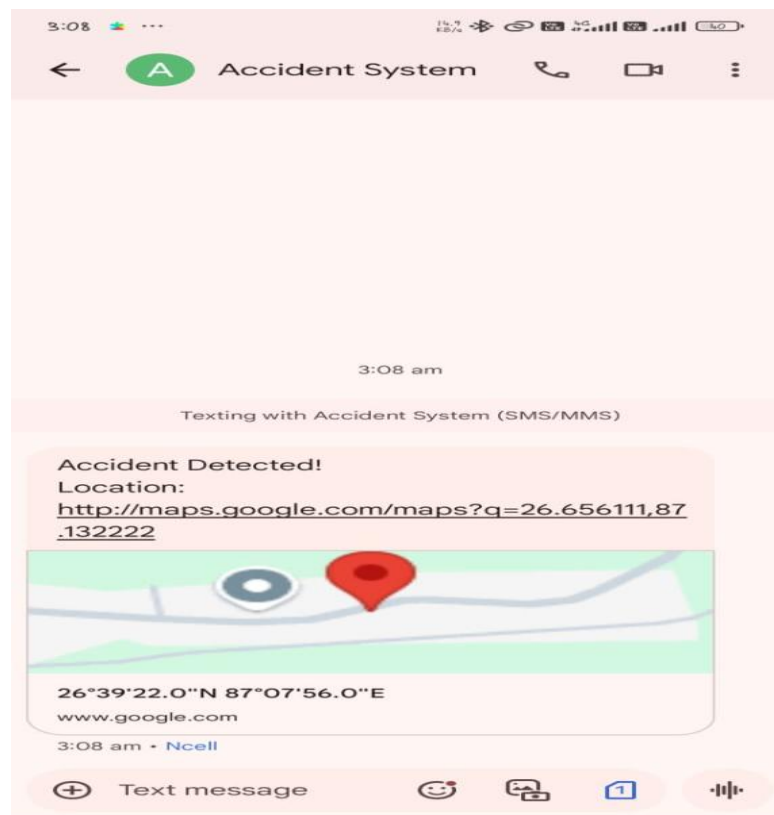 3:08 ...
A Accident System
3:08 am
Texting with Accident System (SMS/MMS)
Accident Detected!
Location:
http://maps.google.com/maps?q=26.656111,87
.132222
26°39'22.0"N 87°07'56.0"E
www.google.com
3:08 am • Ncell
Text message 1